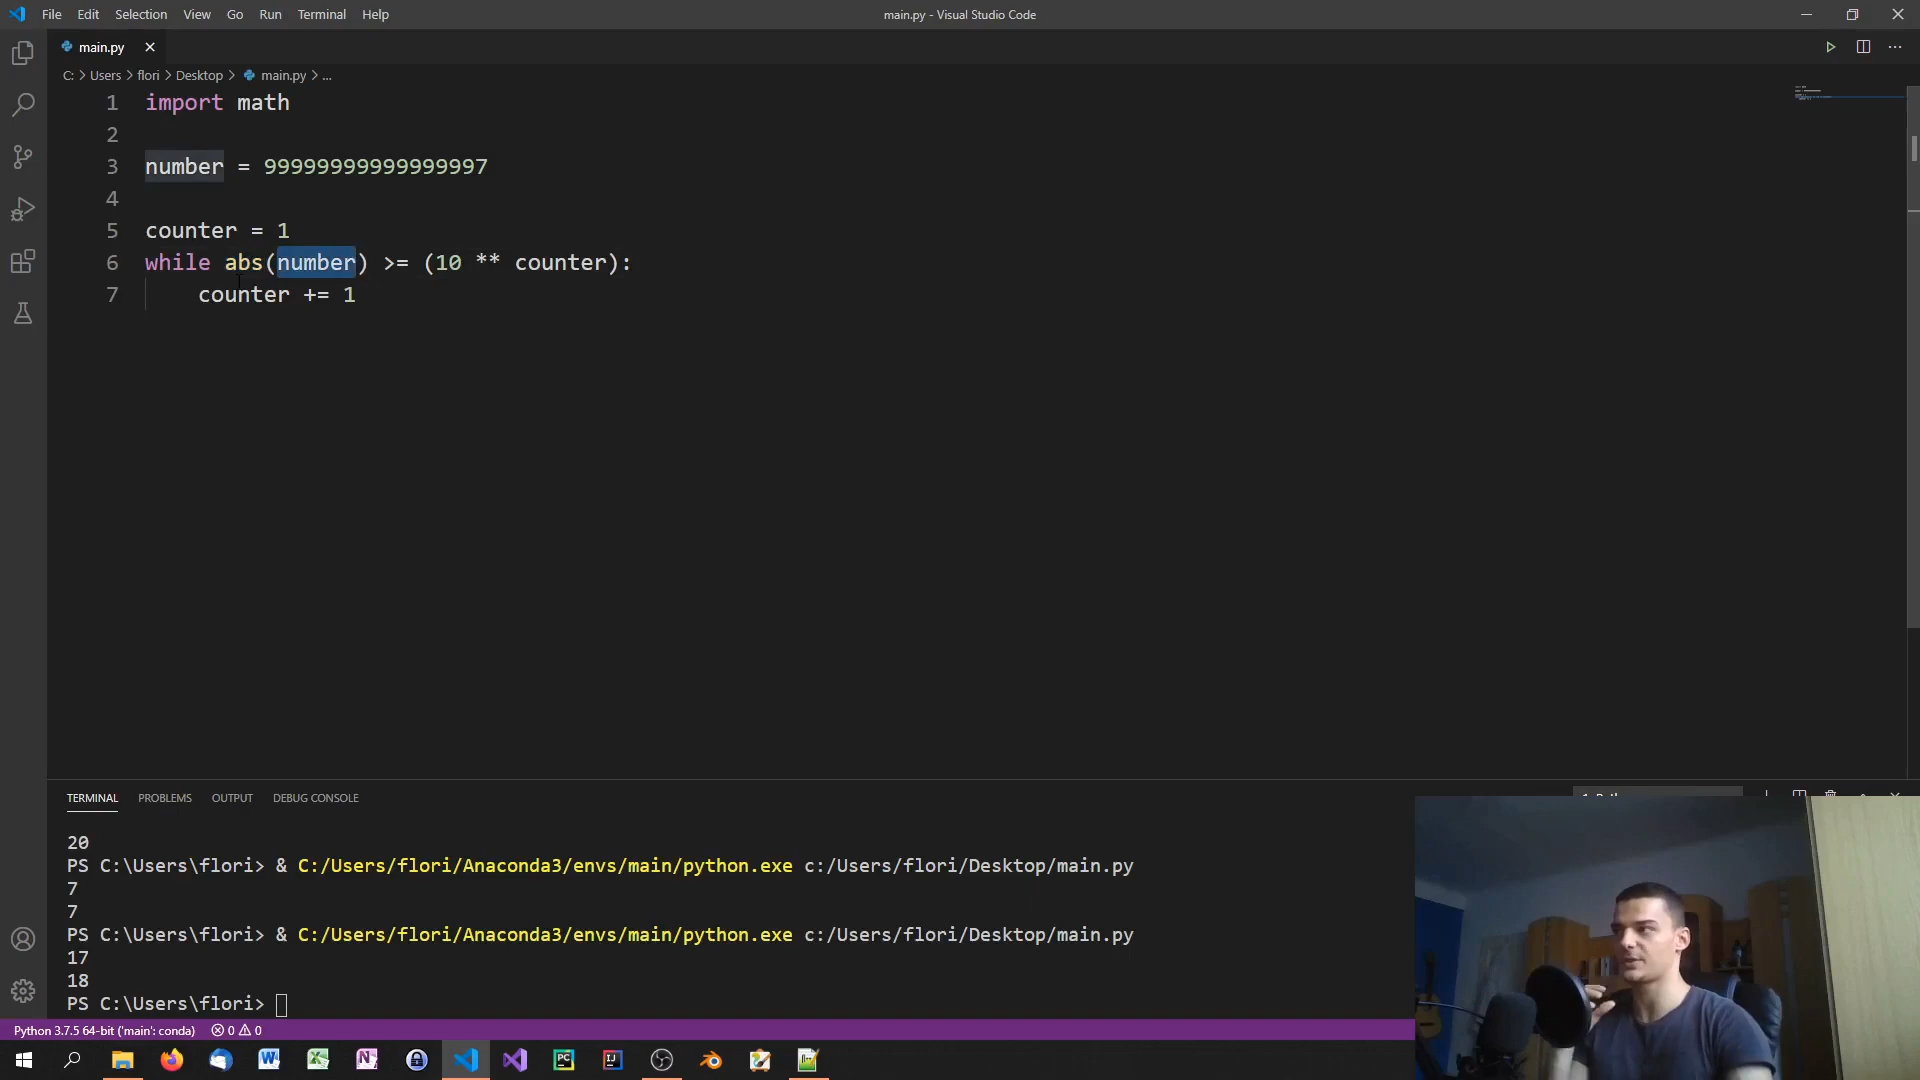 File Edit Selection View Go Run Terminal Help
main.py - Visual Studio Code
main.py
C: > Users > flori > Desktop > main.py > ...
1 import math
2
3 number = 99999999999999997
4
5 counter = 1
6 while abs(number) >= (10 ** counter):
7 counter += 1
TERMINAL PROBLEMS OUTPUT DEBUG CONSOLE
20
PS C:\Users\flori> & C:/Users/flori/Anaconda3/envs/main/python.exe c:/Users/flori/Desktop/main.py
7
7
PS C:\Users\flori> & C:/Users/flori/Anaconda3/envs/main/python.exe c:/Users/flori/Desktop/main.py
17
18
PS C:\Users\flori>
Python 3.7.5 64-bit ('main': conda) 0 0